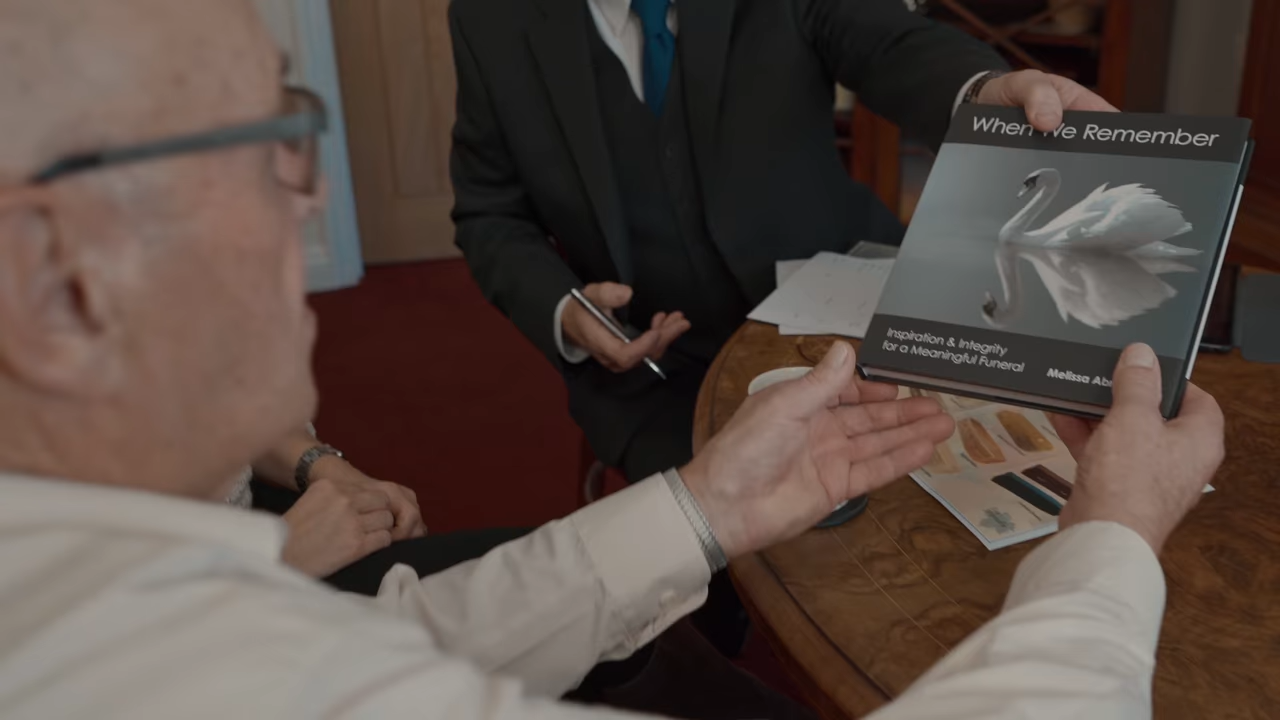 When We Remember
Inspiration & Integrity
for a Meaningful Funeral
Melissa